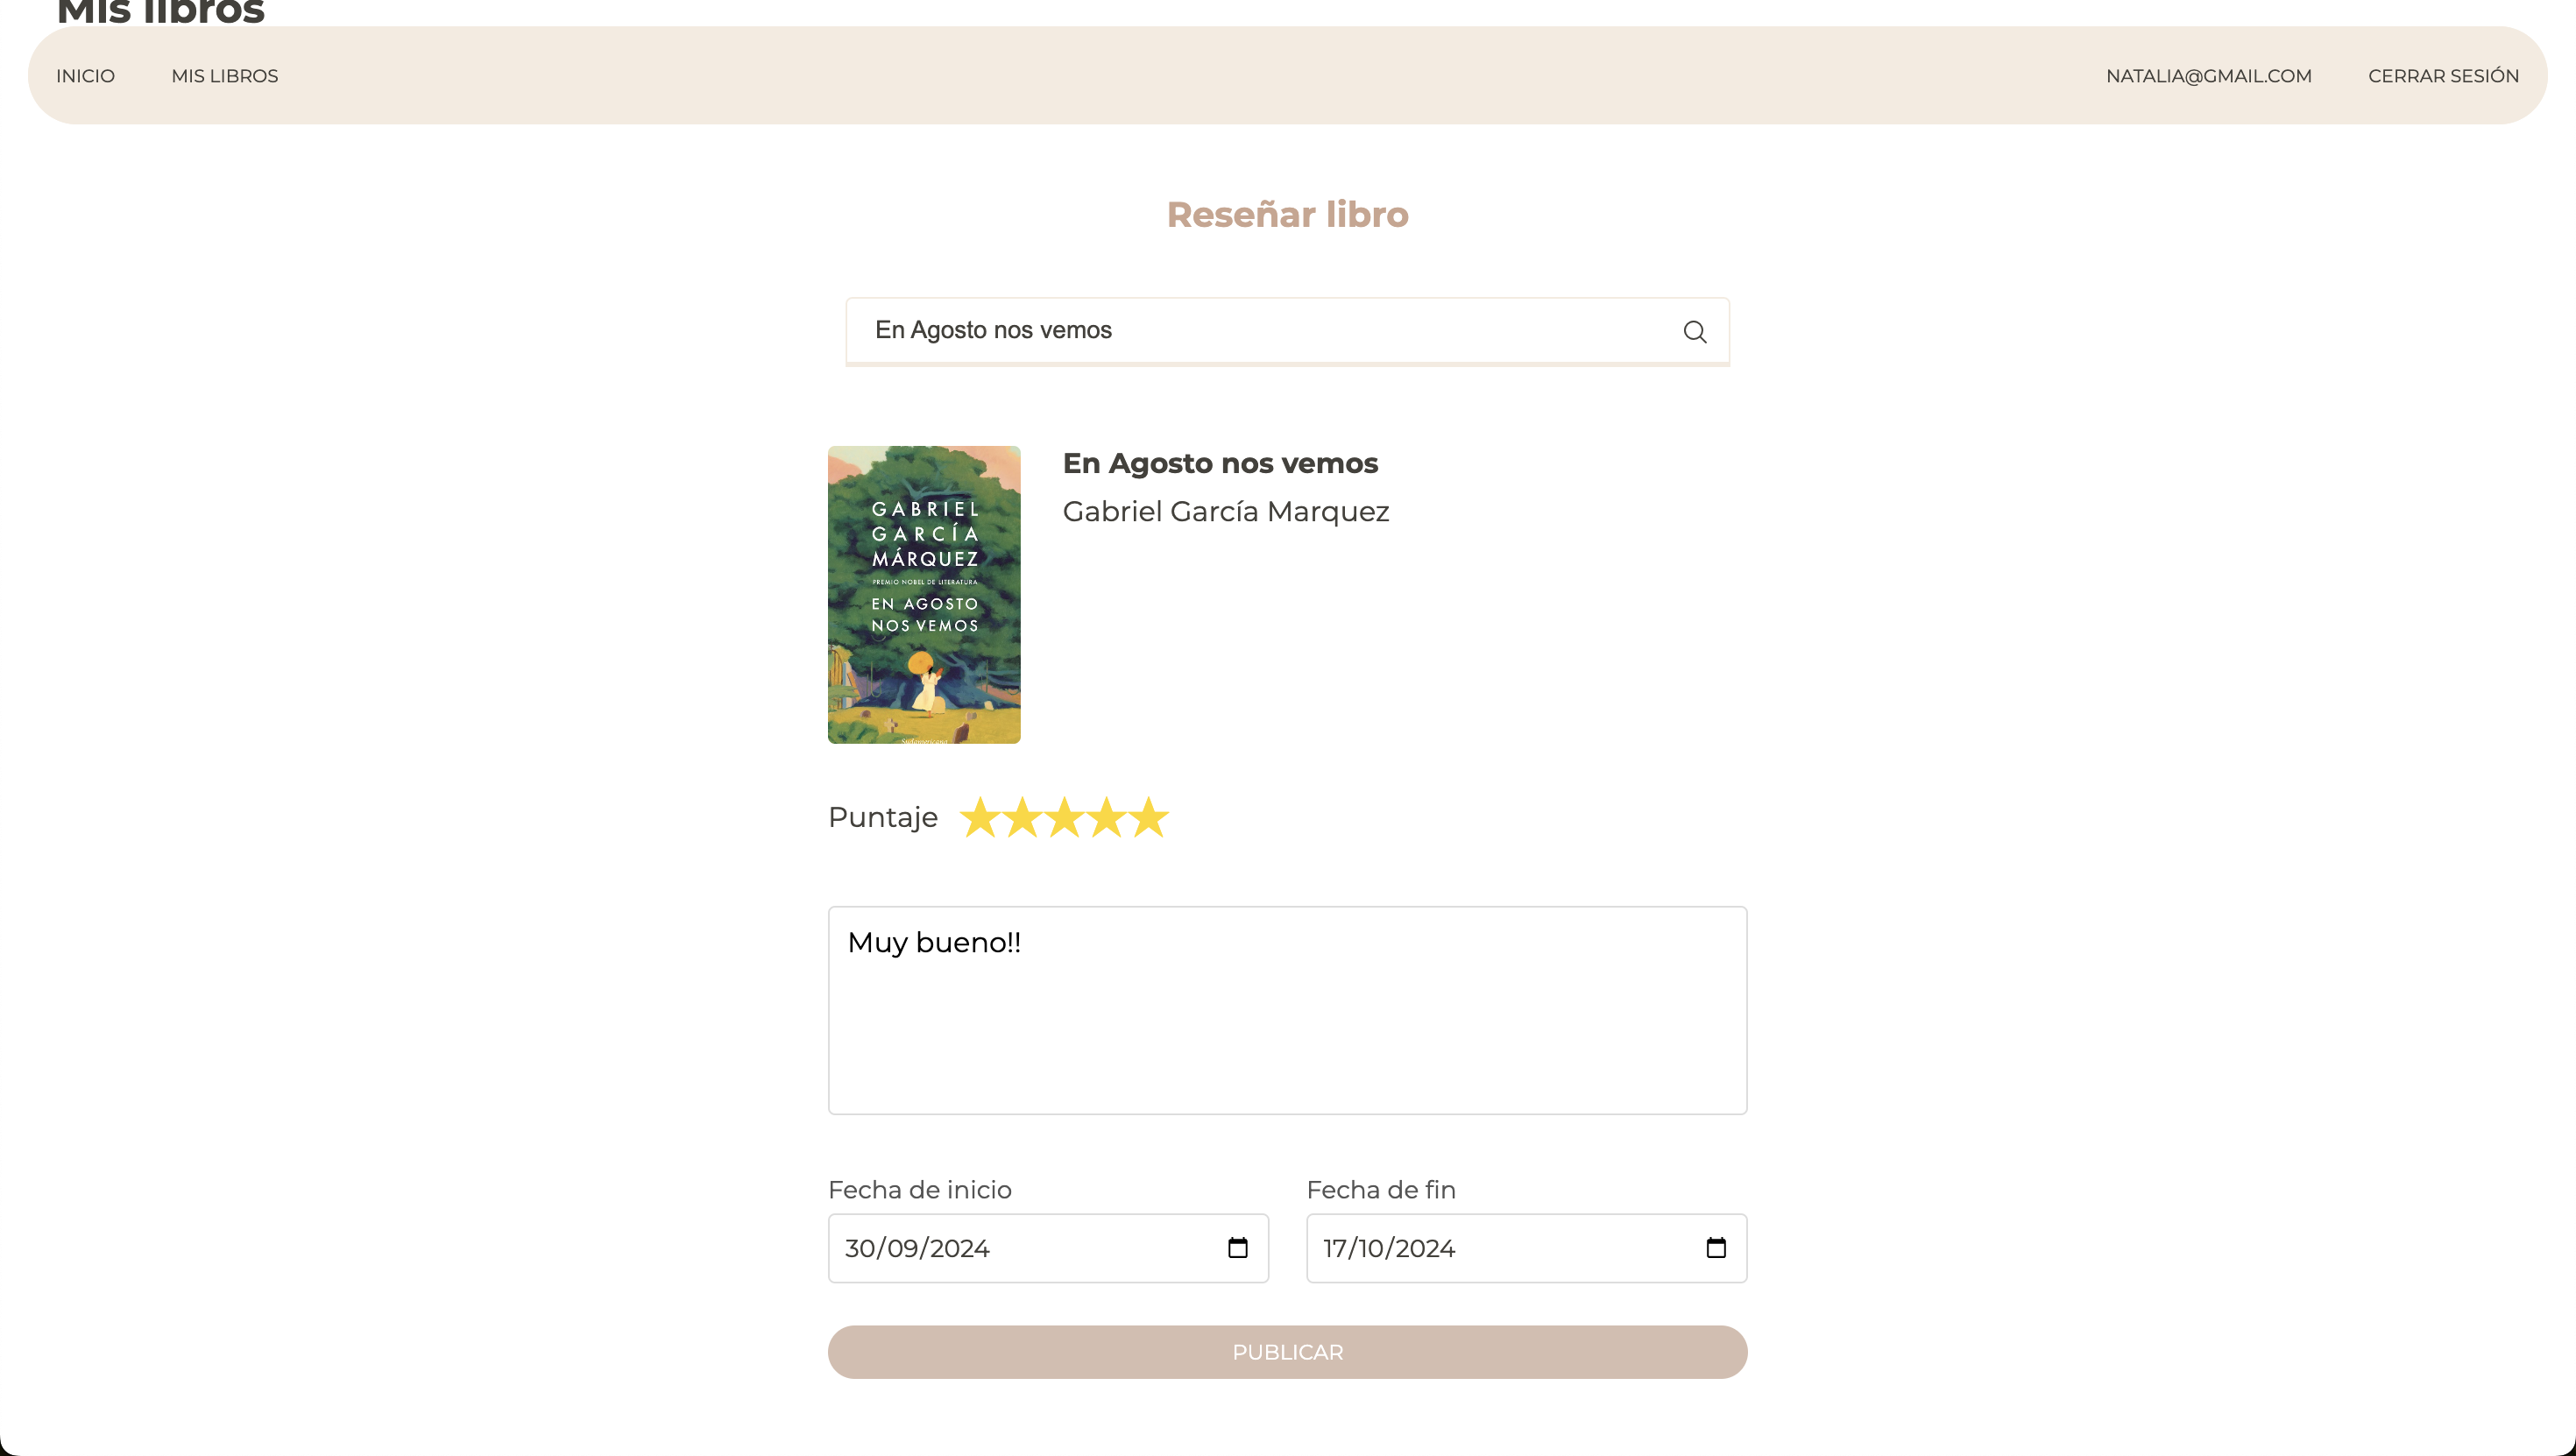 Mis libros
INICIO MIS LIBROS NATALIA@GMAIL.COM CERRAR SESIÓN
Reseñar libro
En Agosto nos vemos
En Agosto nos vemos
Gabriel García Marquez
GABRIEL
GARCÍA
MÁRQUEZ
PREMIO NOBEL DE LITERATURA
EN AGOSTO
NOS VEMOS
Sudamericana
Puntaje
Muy bueno!!
Fecha de inicio Fecha de fin
30/09/2024 17/10/2024
PUBLICAR